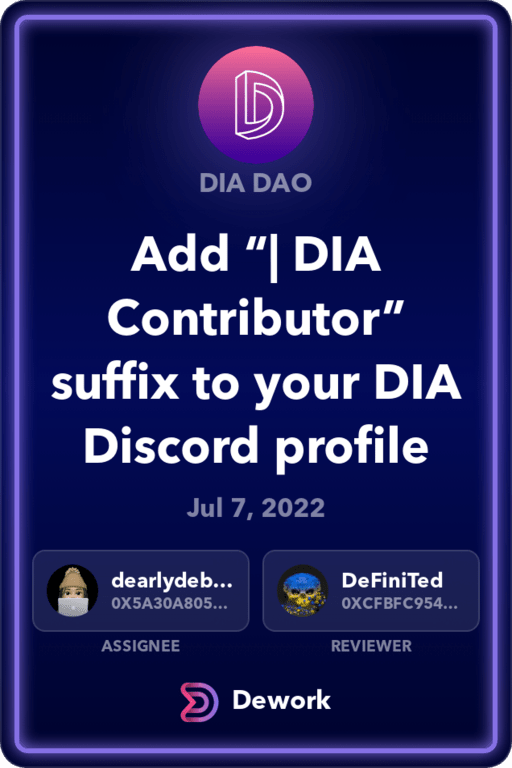 DIA DAO
Add “| DIA
Contributor”
suffix to your DIA
Discord profile
Jul 7, 2022
dearlydeb...
0X5A30A805...
DeFiniTed
0XCFBFC954...
ASSIGNEE
REVIEWER
Dework